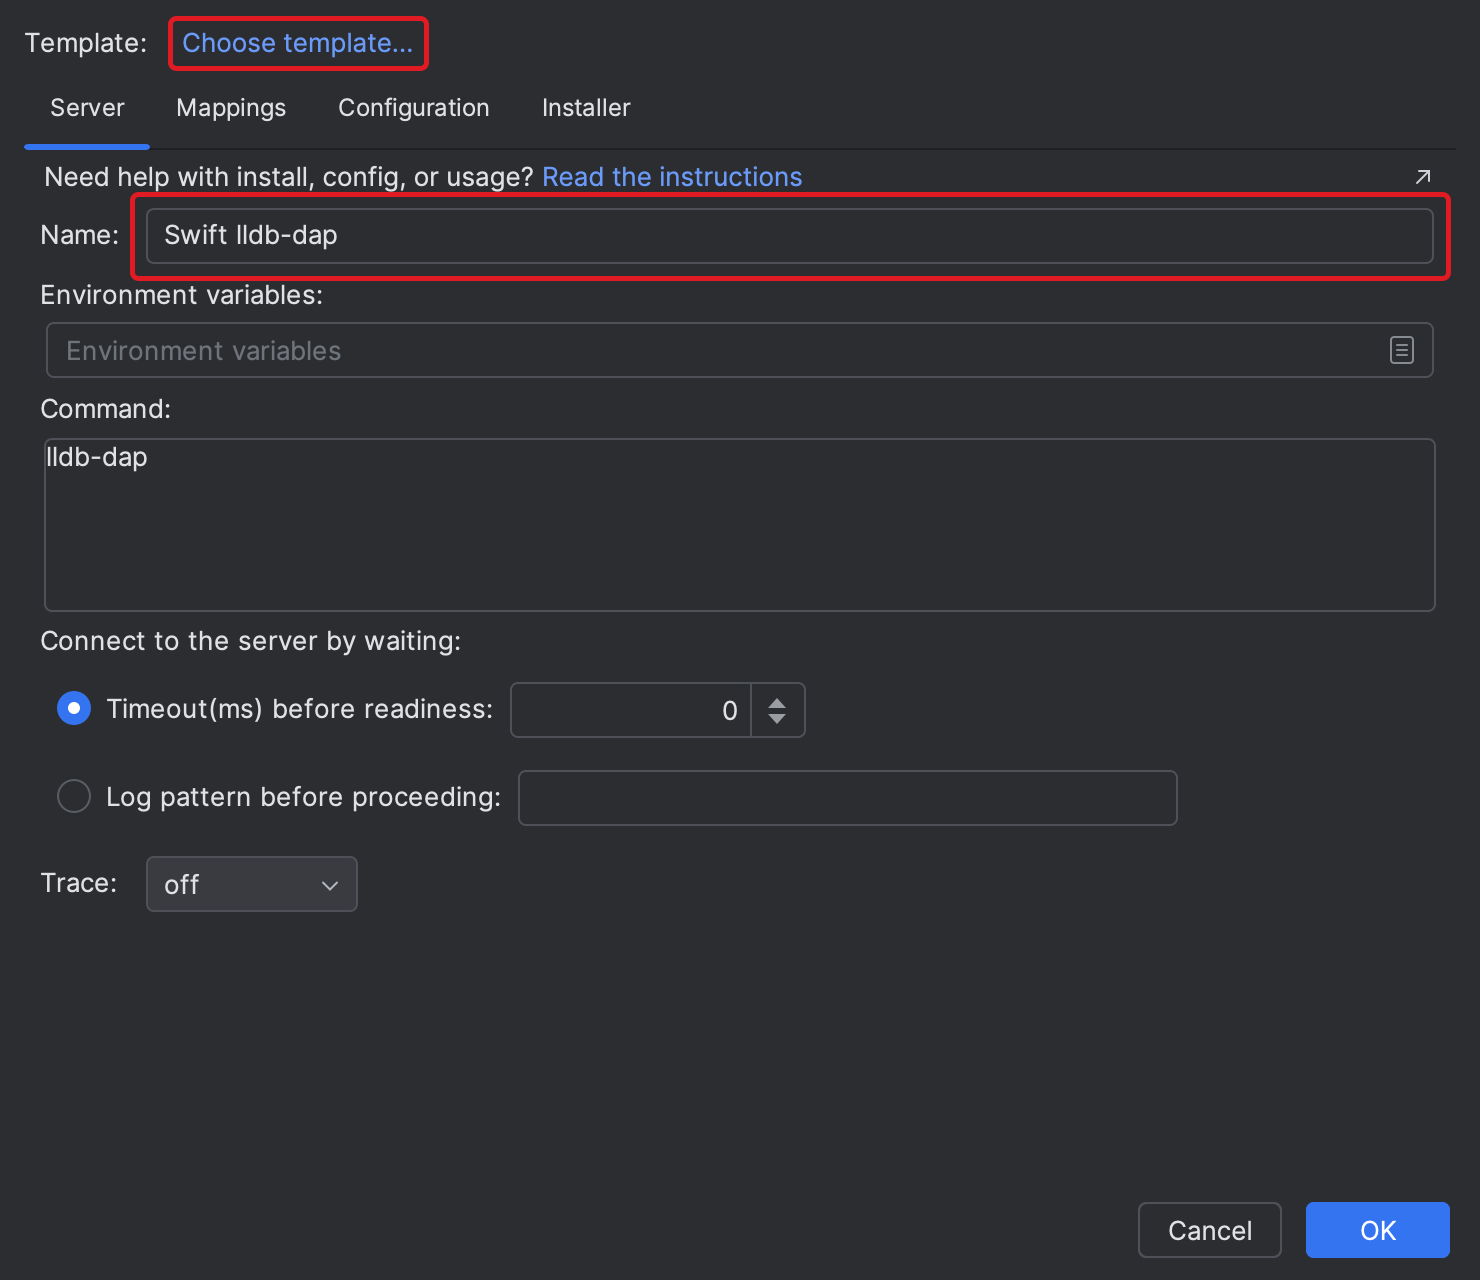 Template: Choose template...
Server Mappings Configuration Installer
Need help with install, config, or usage? Read the instructions
Name: Swift lldb-dap
Environment variables:
Environment variables
Command:
lldb-dap
Connect to the server by waiting:
Timeout(ms) before readiness: 0
Log pattern before proceeding:
Trace: off
Cancel OK